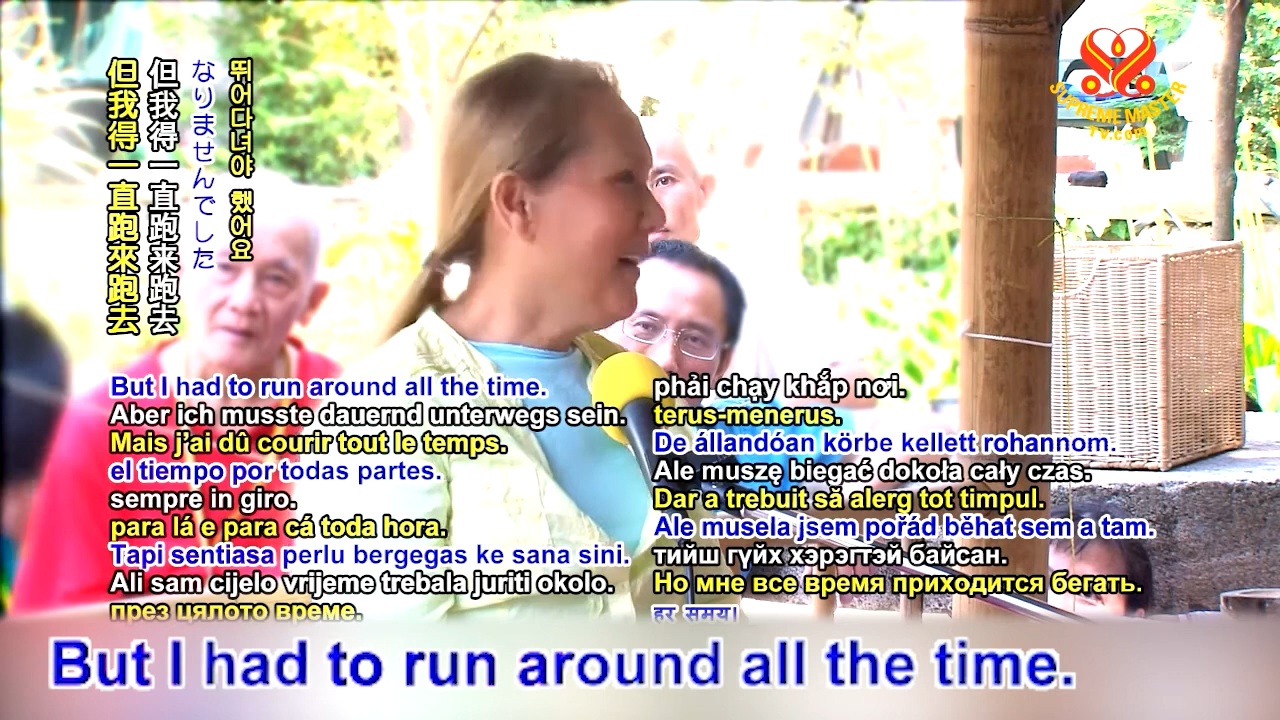 但我得一直跑來跑去
但我得一直跑来跑去
なりませんでした
뛰어다녀야 했어요
SUPREME MASTER
TV.com
But I had to run around all the time.
Aber ich musste dauernd unterwegs sein.
Mais j'ai dû courir tout le temps.
el tiempo por todas partes.
sempre in giro.
para lá e para cá toda hora.
Tapi sentiasa perlu bergegas ke sana sini.
Ali sam cijelo vrijeme trebala juriti okolo.
през цялото време.
phải chạy khắp nơi.
terus-menerus.
De állandóan körbe kellett rohannom.
Ale muszę biegać dokoła cały czas.
Dar a trebuit să alerg tot timpul.
Ale musela jsem pořád běhat sem a tam.
тийш гүйх хэрэгтэй байсан.
Но мне все время приходится бегать.
हर समय।
But I had to run around all the time.